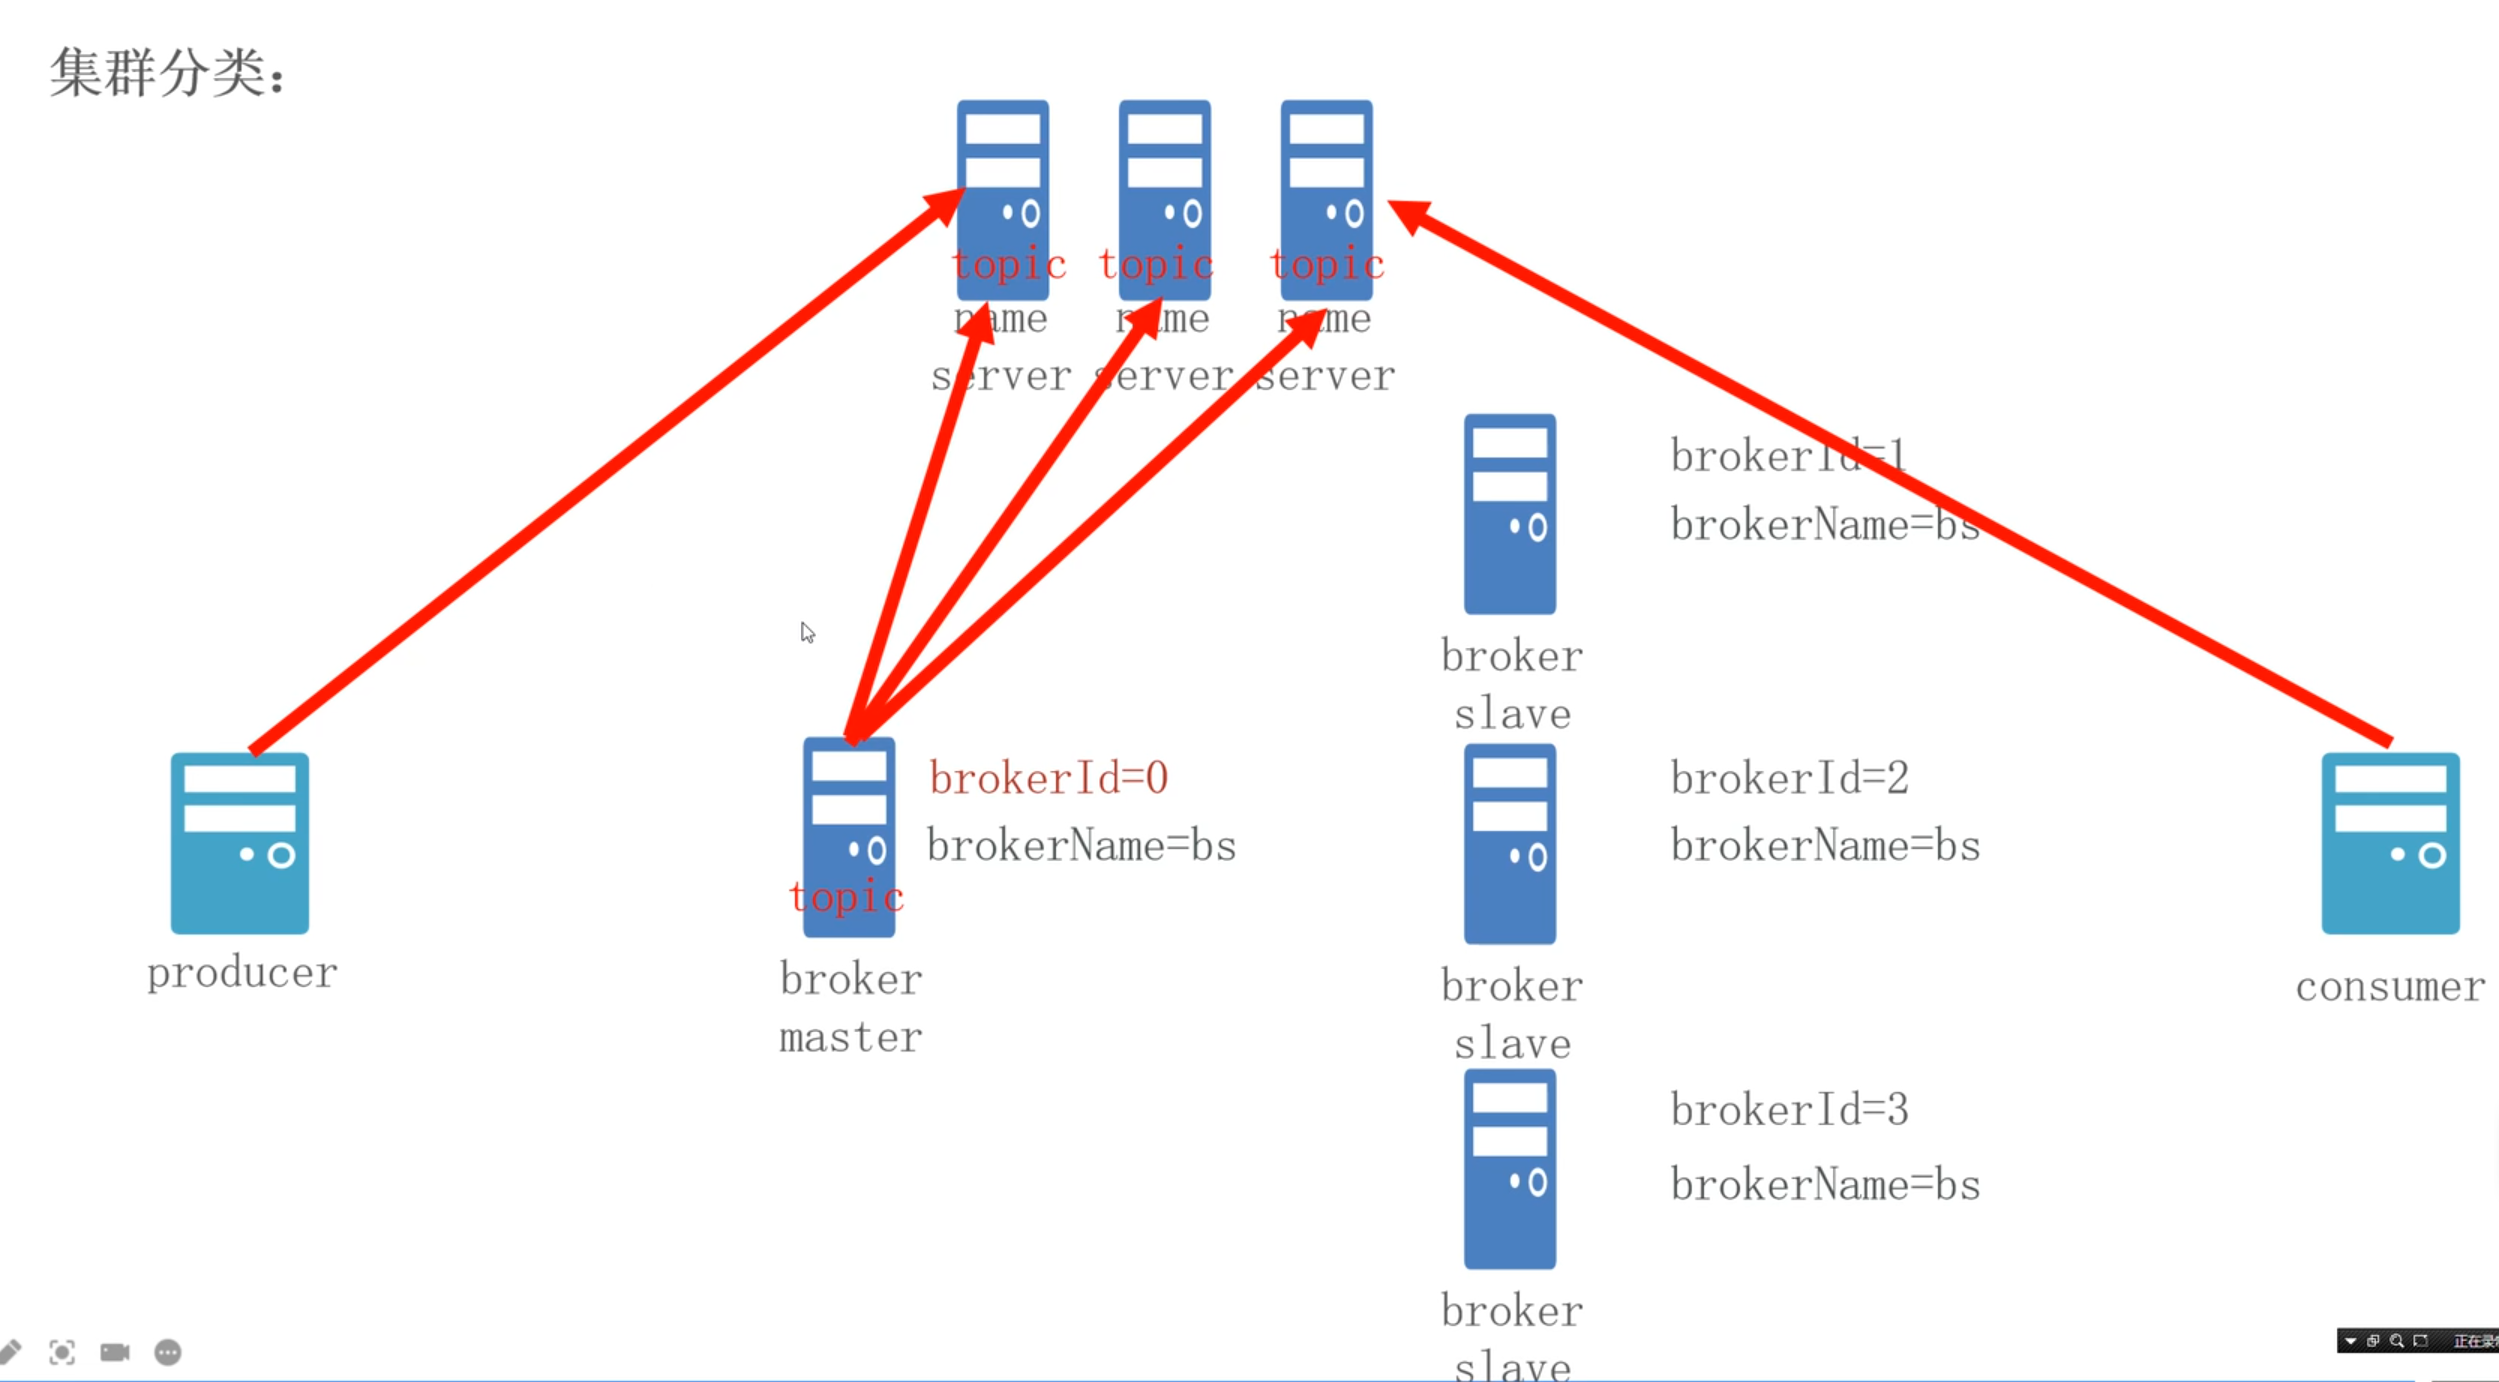 集群分类:
topic
topic
topic
name
server
name
server
name
server
brokerId=1
brokerName=bs
broker
slave
brokerId=0
brokerName=bs
topic
broker
master
brokerId=2
brokerName=bs
broker
slave
producer
consumer
brokerId=3
brokerName=bs
broker
slave
正在录